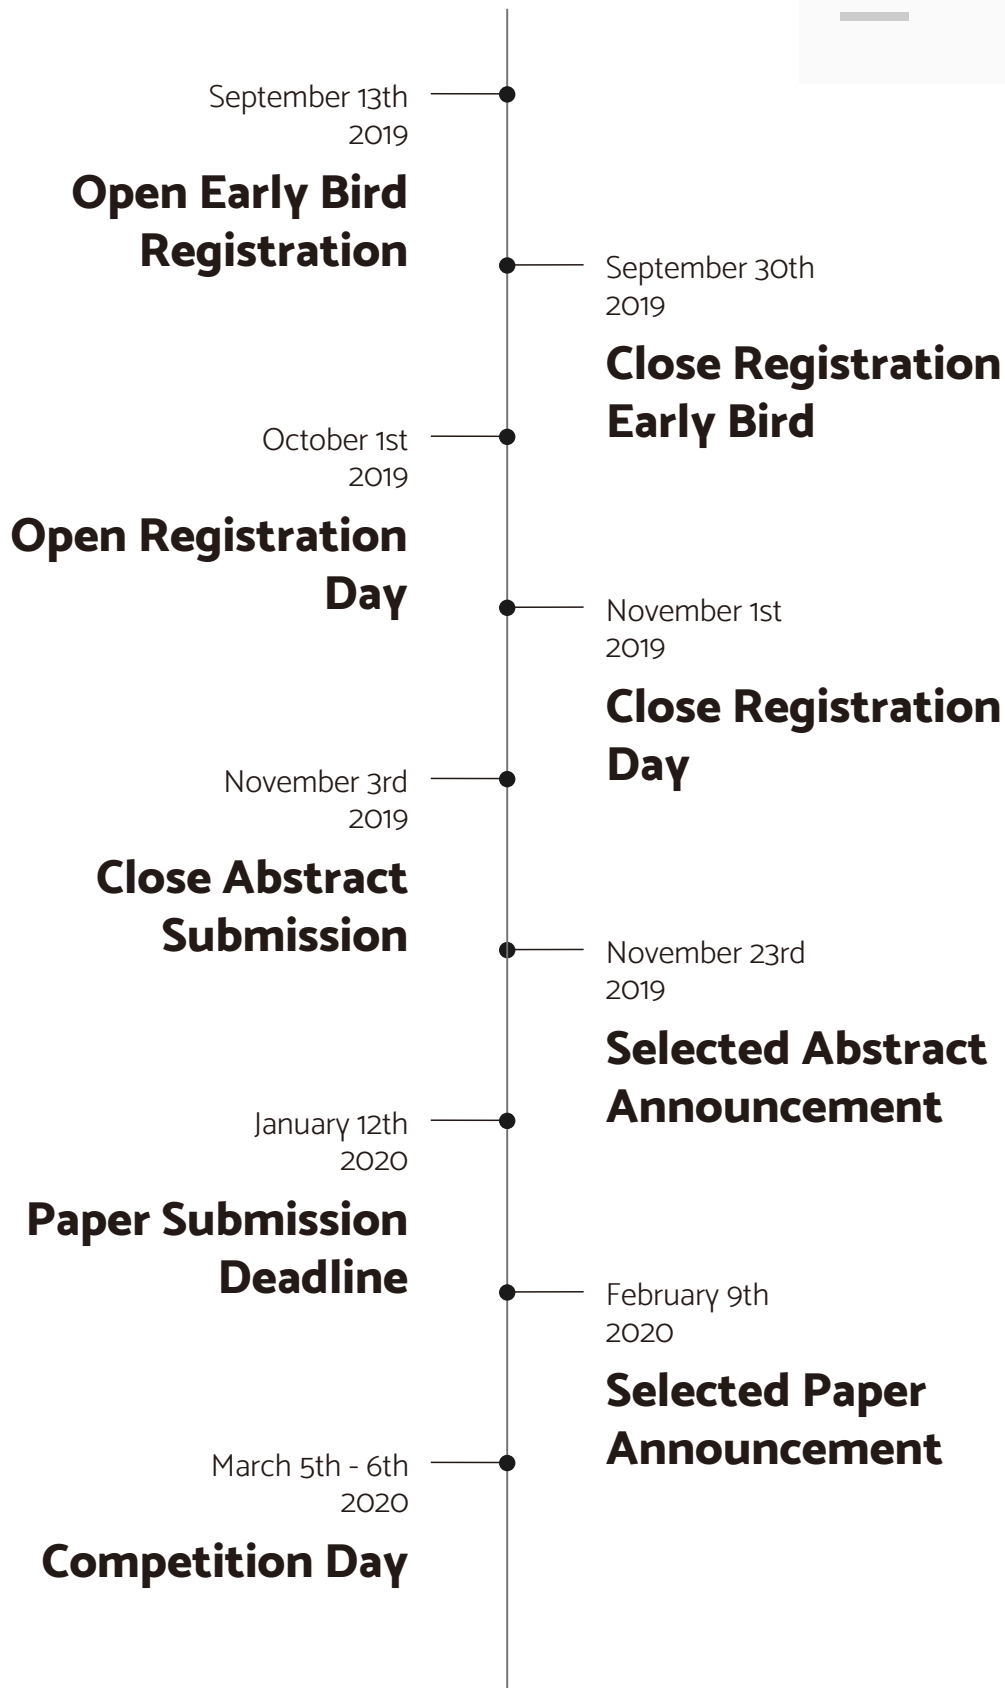 September 13th
2019
Open Early Bird
Registration
September 30th
2019
Close Registration
Early Bird
October 1st
2019
Open Registration
Day
November 1st
2019
Close Registration
Day
November 3rd
2019
Close Abstract
Submission
November 23rd
2019
Selected Abstract
Announcement
January 12th
2020
Paper Submission
Deadline
February 9th
2020
Selected Paper
Announcement
March 5th - 6th
2020
Competition Day